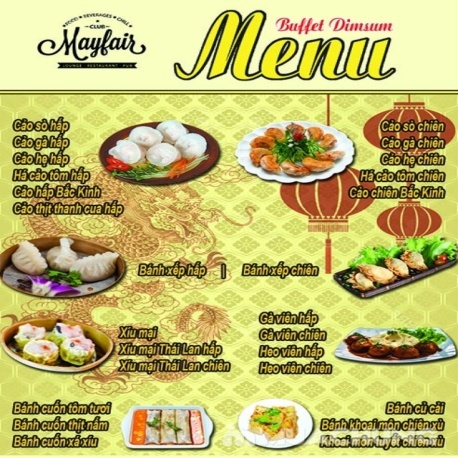 FOOD & BEVERAGES & CHILL
CLUB
Mayfair
LOUNGE RESTAURANT PUB
Buffet Dimsum
Menu
Cảo sò hấp
Cảo gà hấp
Cảo hẹ hấp
Há cảo tôm hấp
Cảo hấp Bắc Kinh
Cảo thịt thanh cua hấp
Cảo sò chiên
Cảo gà chiên
Cảo hẹ chiên
Há cảo tôm chiên
Cảo chiên Bắc Kinh
Bánh xếp hấp | Bánh xếp chiên
Xíu mại
Xíu mại Thái Lan hấp
Xíu mại Thái Lan chiên
Gà viên hấp
Gà viên chiên
Heo viên hấp
Heo viên chiên
Bánh cuốn tôm tươi
Bánh cuốn thịt nấm
Bánh cuốn xá xíu
Bánh củ cải
Bánh khoai môn chiên xù
Khoai môn tuyết chiên xù